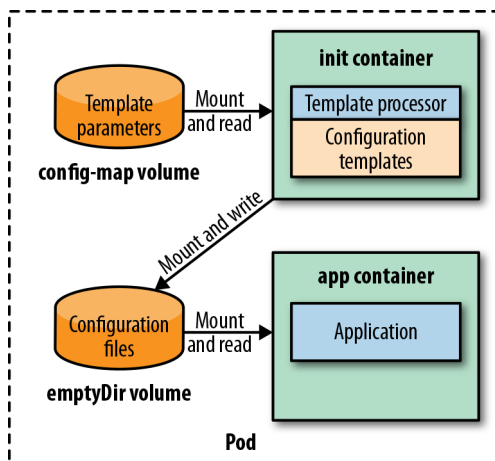 init container
Template
parameters
Mount
and read
Template processor
Configuration
templates
config-map volume
Mount and write
app container
Configuration
files
Mount
and read
Application
emptyDir volume
Pod